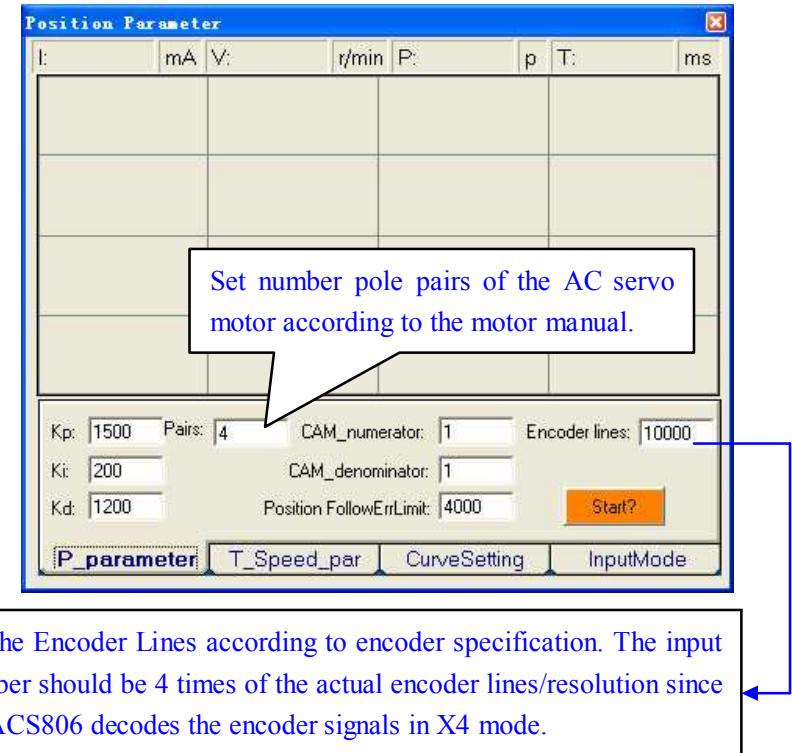 Position Parameter
I: mA V: r/min P: p T: ms
Set number pole pairs of the AC servo
motor according to the motor manual.
Kp: 1500 Pairs: 4 CAM_numerator: 1 Encoder lines: 10000
Ki: 200 CAM_denominator: 1
Kd: 1200 Position FollowErrLimit: 4000 Start?
P_parameter T_Speed_par CurveSetting InputMode
he Encoder Lines according to encoder specification. The input
ber should be 4 times of the actual encoder lines/resolution since
ACS806 decodes the encoder signals in X4 mode.